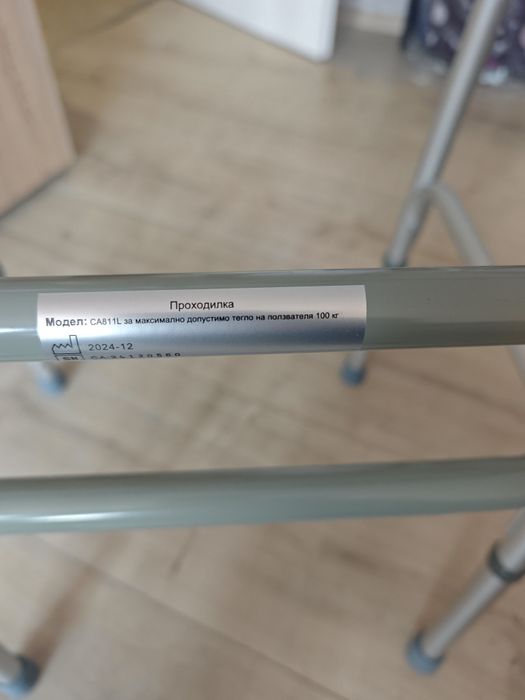 Проходилка
Модел: CA811L за максимално допустимо тегло на ползвателя 100 кг
2024-12